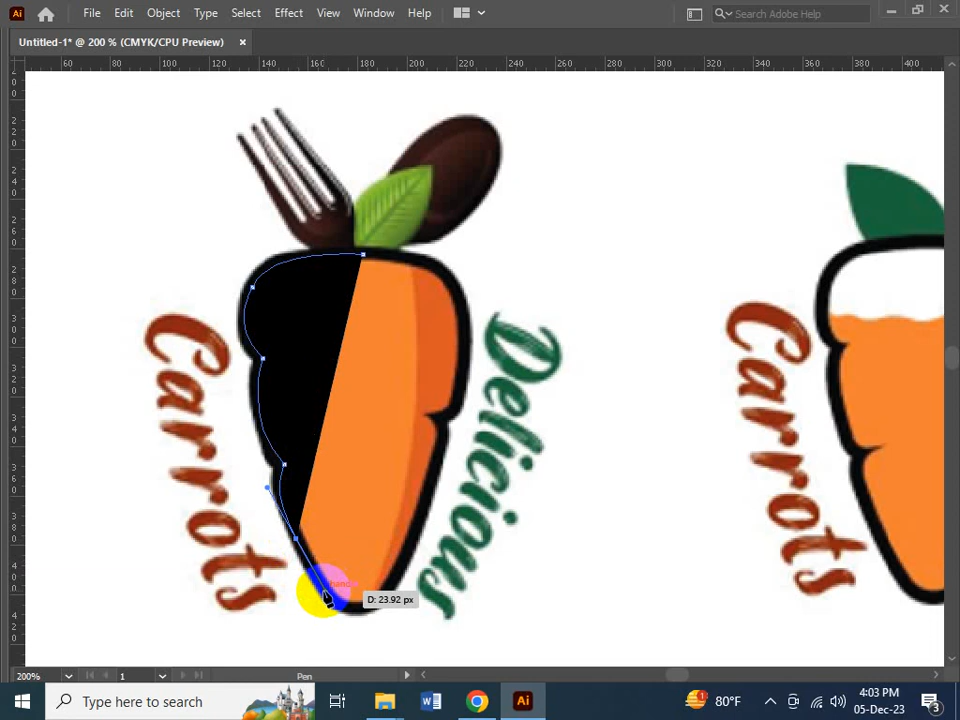 Ai File Edit Object Type Select Effect View Window Help Search Adobe Help
Untitled-1* @ 200 % (CMYK/CPU Preview) ×
60 80 100 120 140 160 180 200 220 240 260 280 300 320 340 360 380 400
Carrots
Delicious
Carrots
D: 23.92 px
200% 1 Pen
Type here to search
80°F
4:03 PM
05-Dec-23
3